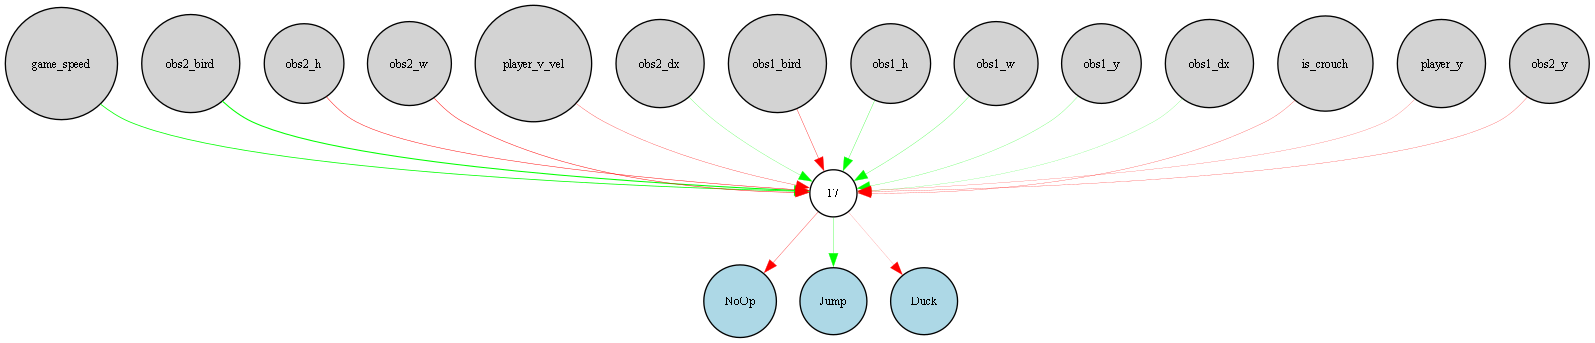 game_speed
obs2_bird
obs2_h
obs2_w
player_v_vel
obs2_dx
obs1_bird
obs1_h
obs1_w
obs1_y
obs1_dx
is_crouch
player_y
obs2_y
17
NoOp
Jump
Duck